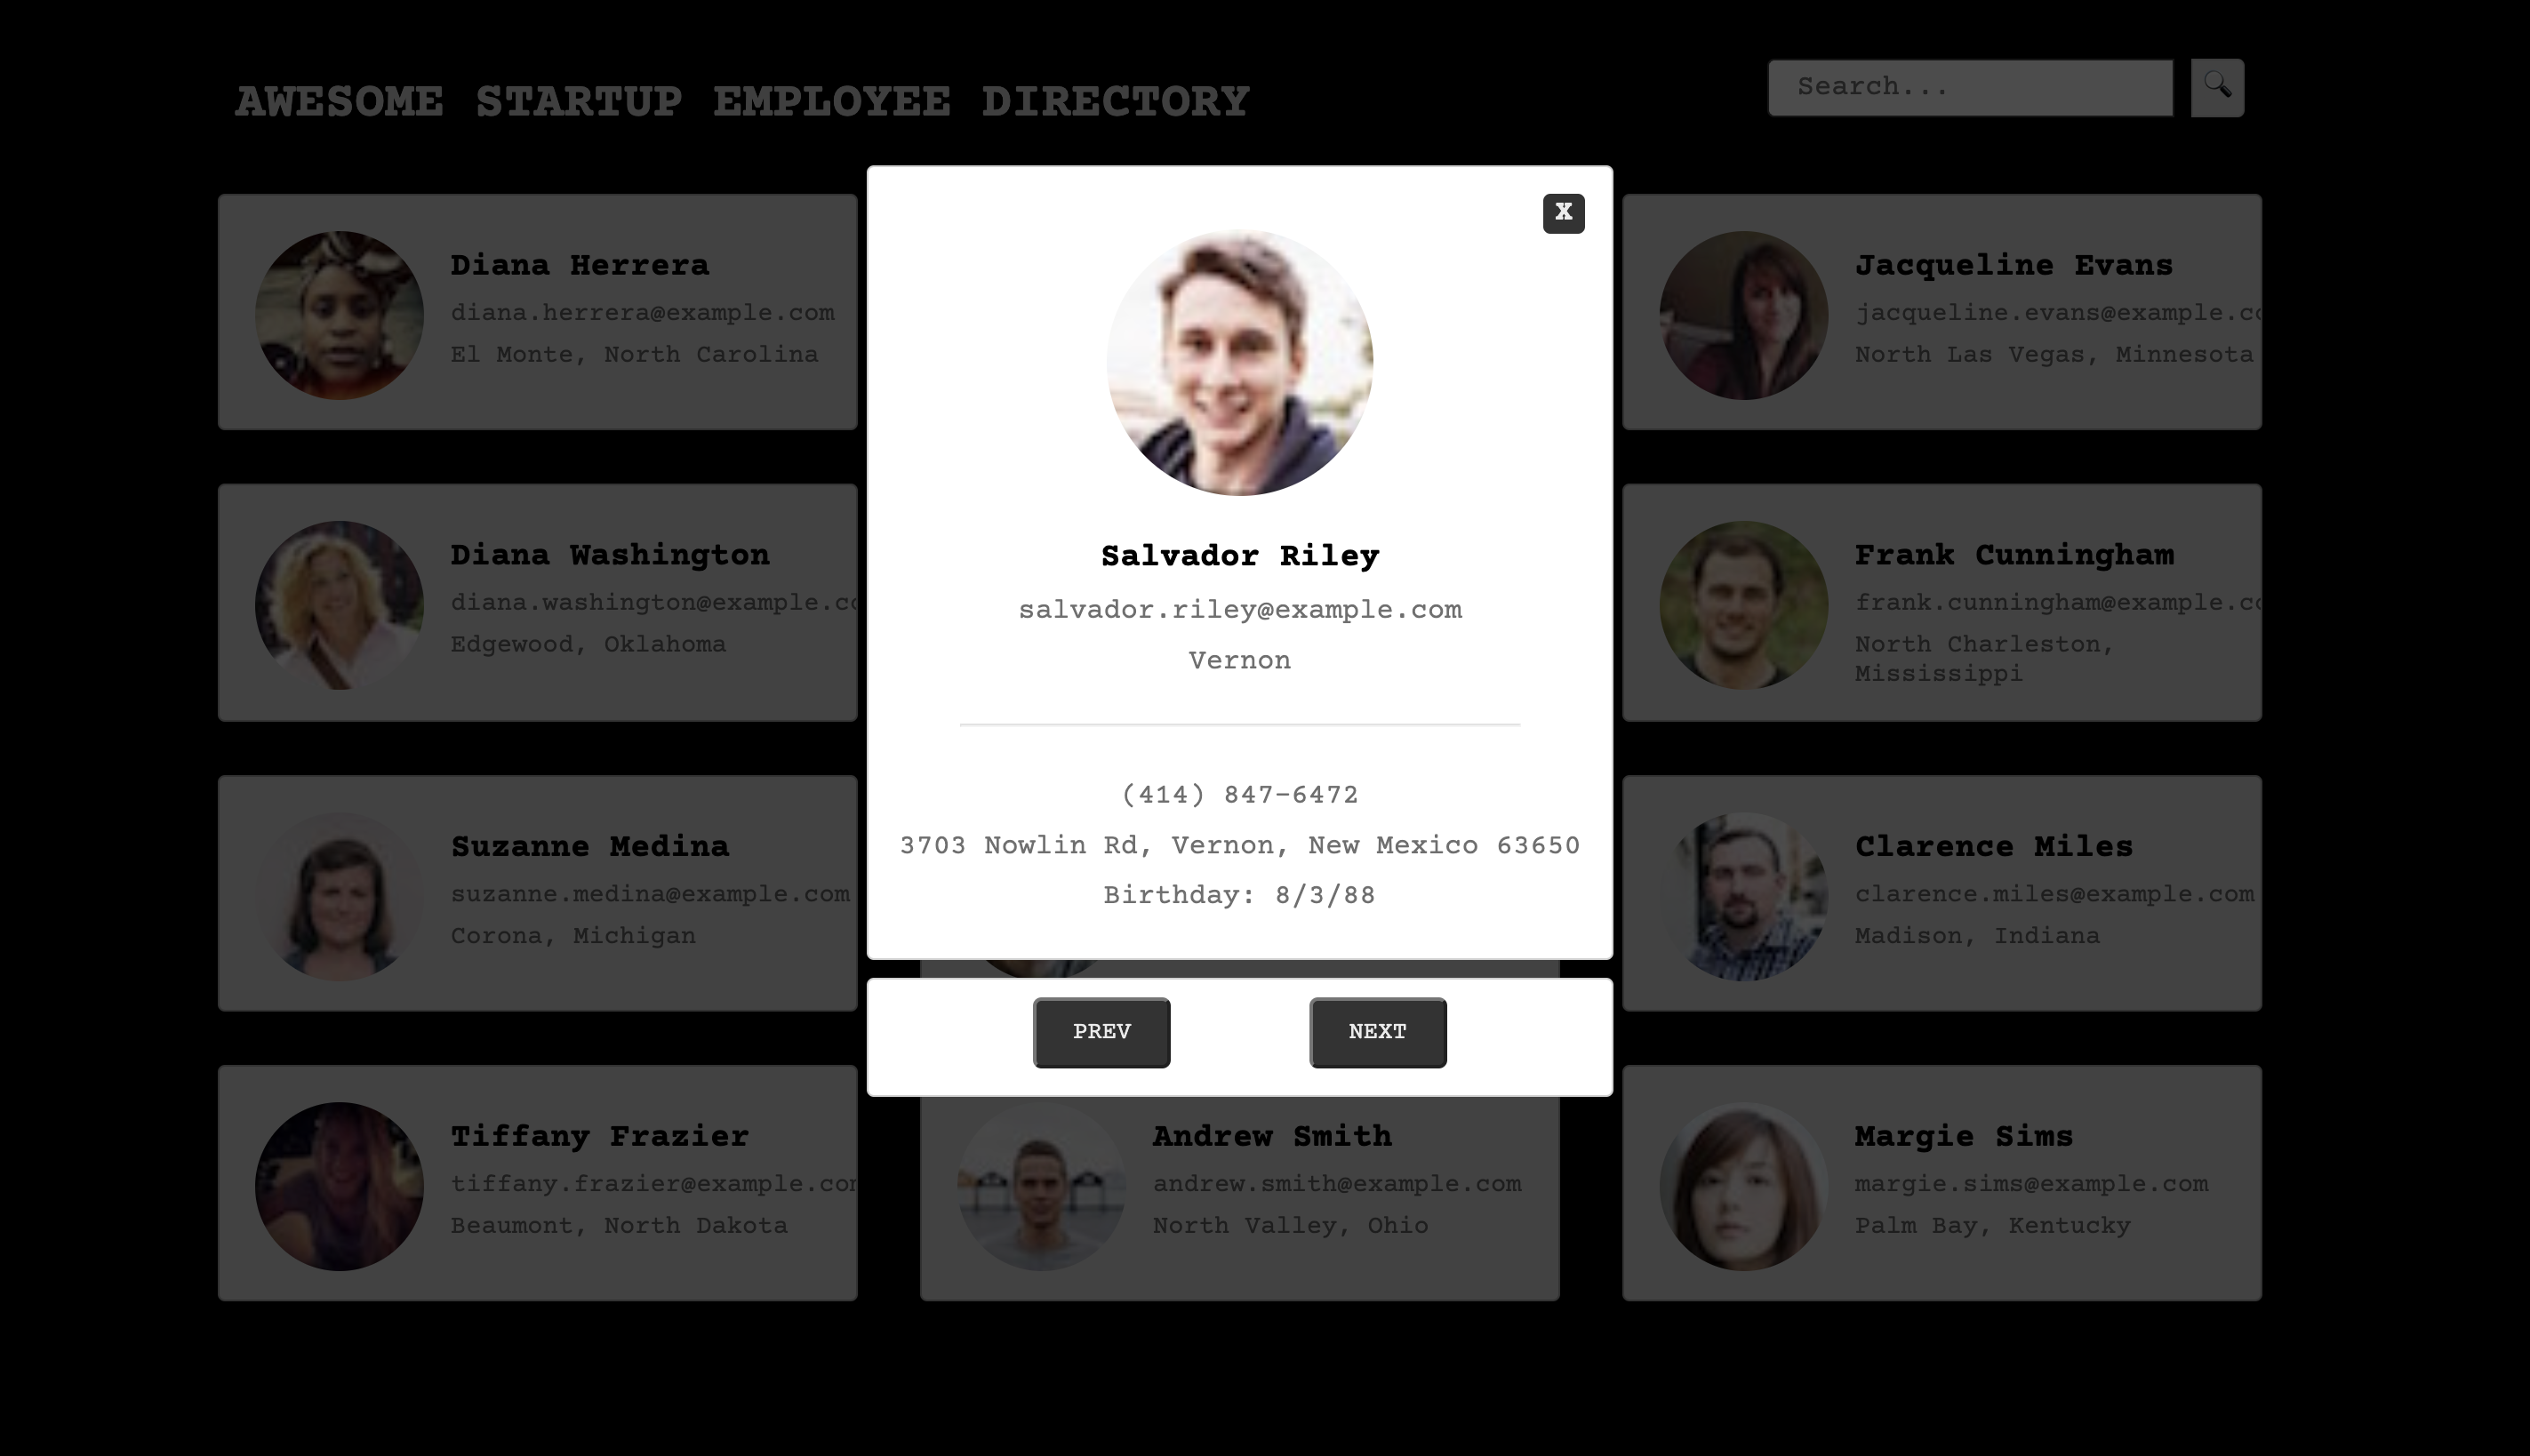 AWESOME STARTUP EMPLOYEE DIRECTORY
Search...
Diana Herrera
diana.herrera@example.com
El Monte, North Carolina
Jacqueline Evans
jacqueline.evans@example.co
North Las Vegas, Minnesota
Diana Washington
diana.washington@example.co
Edgewood, Oklahoma
Frank Cunningham
frank.cunningham@example.co
North Charleston,
Mississippi
Suzanne Medina
suzanne.medina@example.com
Corona, Michigan
Clarence Miles
clarence.miles@example.com
Madison, Indiana
Tiffany Frazier
tiffany.frazier@example.com
Beaumont, North Dakota
Andrew Smith
andrew.smith@example.com
North Valley, Ohio
Margie Sims
margie.sims@example.com
Palm Bay, Kentucky
X
Salvador Riley
salvador.riley@example.com
Vernon
(414) 847-6472
3703 Nowlin Rd, Vernon, New Mexico 63650
Birthday: 8/3/88
PREV
NEXT